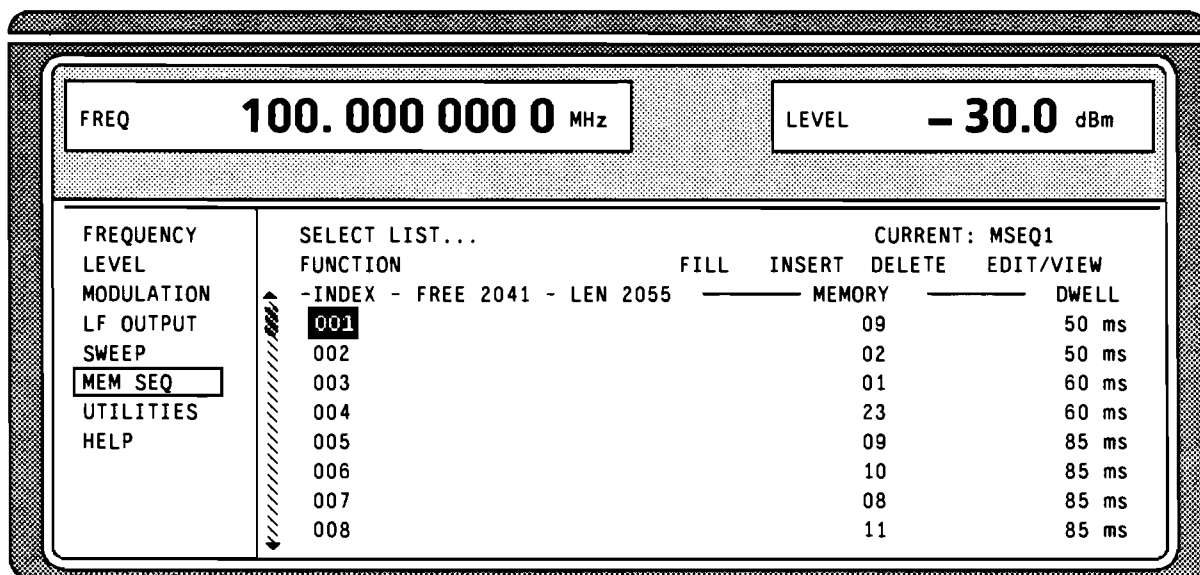 FREQ 100. 000 000 0 MHz
LEVEL – 30.0 dBm
FREQUENCY
LEVEL
MODULATION
LF OUTPUT
SWEEP
MEM SEQ
UTILITIES
HELP
SELECT LIST... CURRENT: MSEQ1
FUNCTION FILL INSERT DELETE EDIT/VIEW
-INDEX - FREE 2041 - LEN 2055 MEMORY DWELL
001 09 50 ms
002 02 50 ms
003 01 60 ms
004 23 60 ms
005 09 85 ms
006 10 85 ms
007 08 85 ms
008 11 85 ms